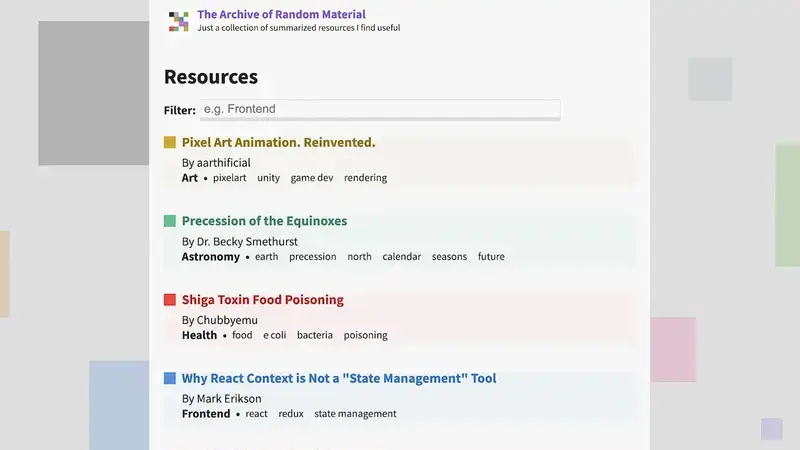 The Archive of Random Material
Just a collection of summarized resources I find useful
Resources
Filter: e.g. Frontend
Pixel Art Animation. Reinvented.
By aarthificial
Art • pixelart unity game dev rendering
Precession of the Equinoxes
By Dr. Becky Smethurst
Astronomy • earth precession north calendar seasons future
Shiga Toxin Food Poisoning
By Chubbyemu
Health • food e coli bacteria poisoning
Why React Context is Not a "State Management" Tool
By Mark Erikson
Frontend • react redux state management